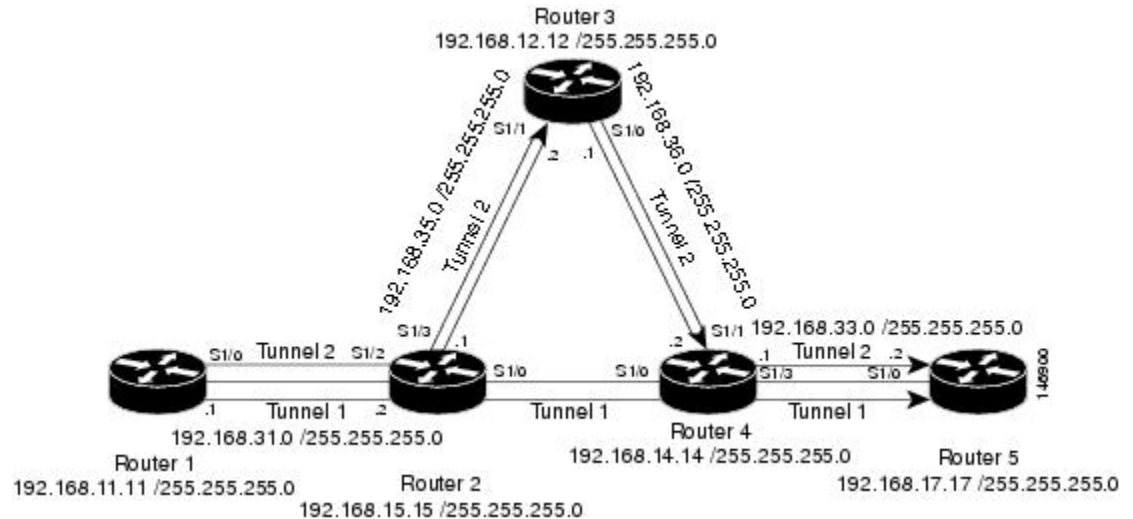 Router 3
192.168.12.12 /255.255.255.0
192.168.35.0 /255.255.255.0
192.168.36.0 /255.255.255.0
S1/1
S1/0
.2
.1
Tunnel 2
Tunnel 2
S1/3
.1
.2
S1/1
192.168.33.0 /255.255.255.0
S1/0
Tunnel 2
S1/2
S1/0
S1/0
.1
Tunnel 2
.2
S1/3
S1/0
146900
.1
Tunnel 1
.2
Tunnel 1
Tunnel 1
192.168.31.0 /255.255.255.0
Router 1
192.168.11.11 /255.255.255.0
Router 2
192.168.15.15 /255.255.255.0
Router 4
192.168.14.14 /255.255.255.0
Router 5
192.168.17.17 /255.255.255.0